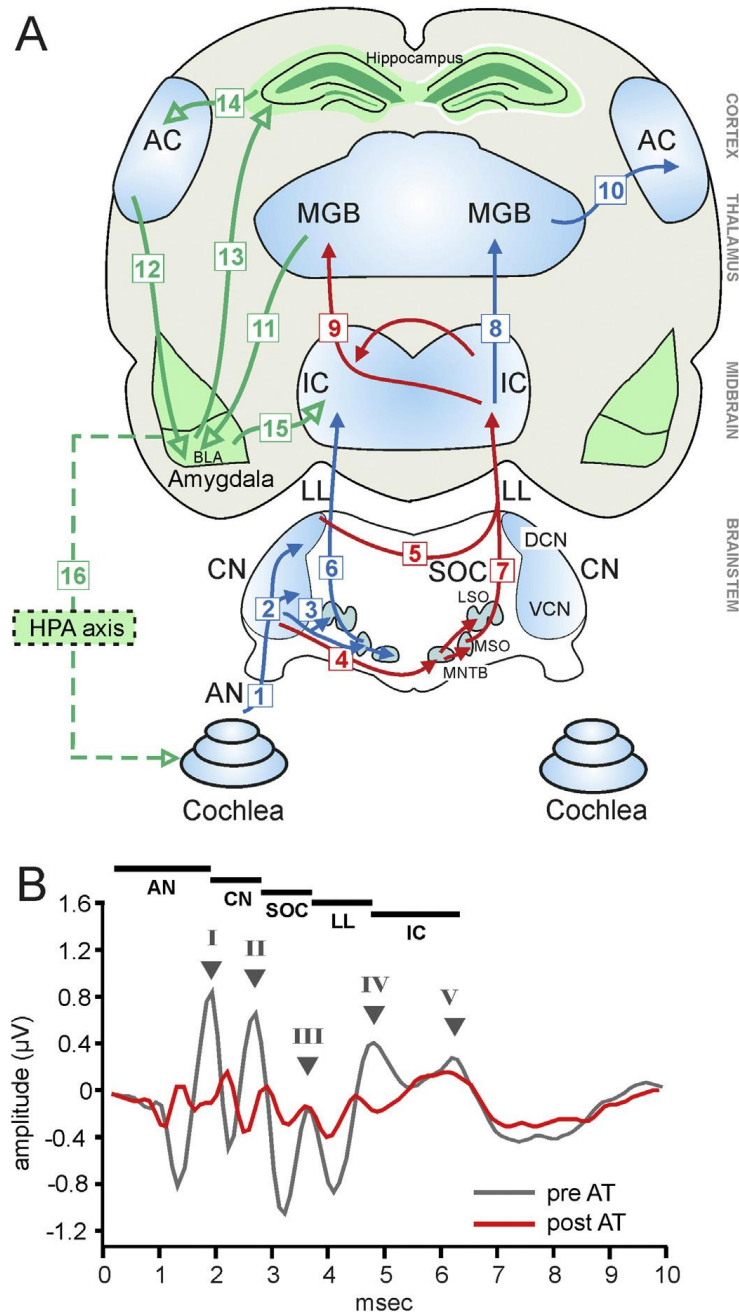 A
Hippocampus
14
AC
AC
CORTEX
10
MGB
MGB
THALAMUS
12
13
11
9
8
IC
IC
MIDBRAIN
15
BLA
Amygdala
LL
LL
BRAINSTEM
DCN
CN
5
SOC
7
CN
16
6
LSO
2
3
VCN
HPA axis
4
MSO
MNTB
AN
1
Cochlea
Cochlea
B
AN
CN
SOC
LL
IC
1.6
1.2
0.8
0.4
0
-0.4
-0.8
-1.2
amplitude (µV)
I
II
III
IV
V
pre AT
post AT
0 1 2 3 4 5 6 7 8 9 10
msec